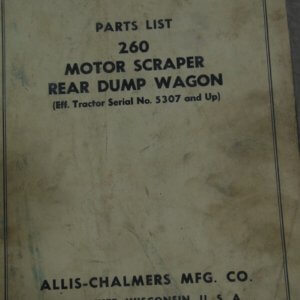 PARTS LIST
260
MOTOR SCRAPER
REAR DUMP WAGON
(Eff. Tractor Serial No. 5307 and Up)
ALLIS-CHALMERS MFG. CO.
WISCONSIN, U. S. A.